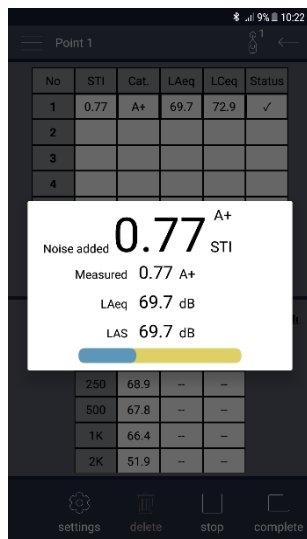 9% 10:22
Point 1
1
No STI Cat. LAeq LCeq Status
1 0.77 A+ 69.7 72.9 ✓
2
3
4
A+
Noise added 0.77 STI
Measured 0.77 A+
LAeq 69.7 dB
LAS 69.7 dB
250 68.9 -- --
500 67.8 -- --
1K 66.4 -- --
2K 51.9 -- --
settings delete stop complete